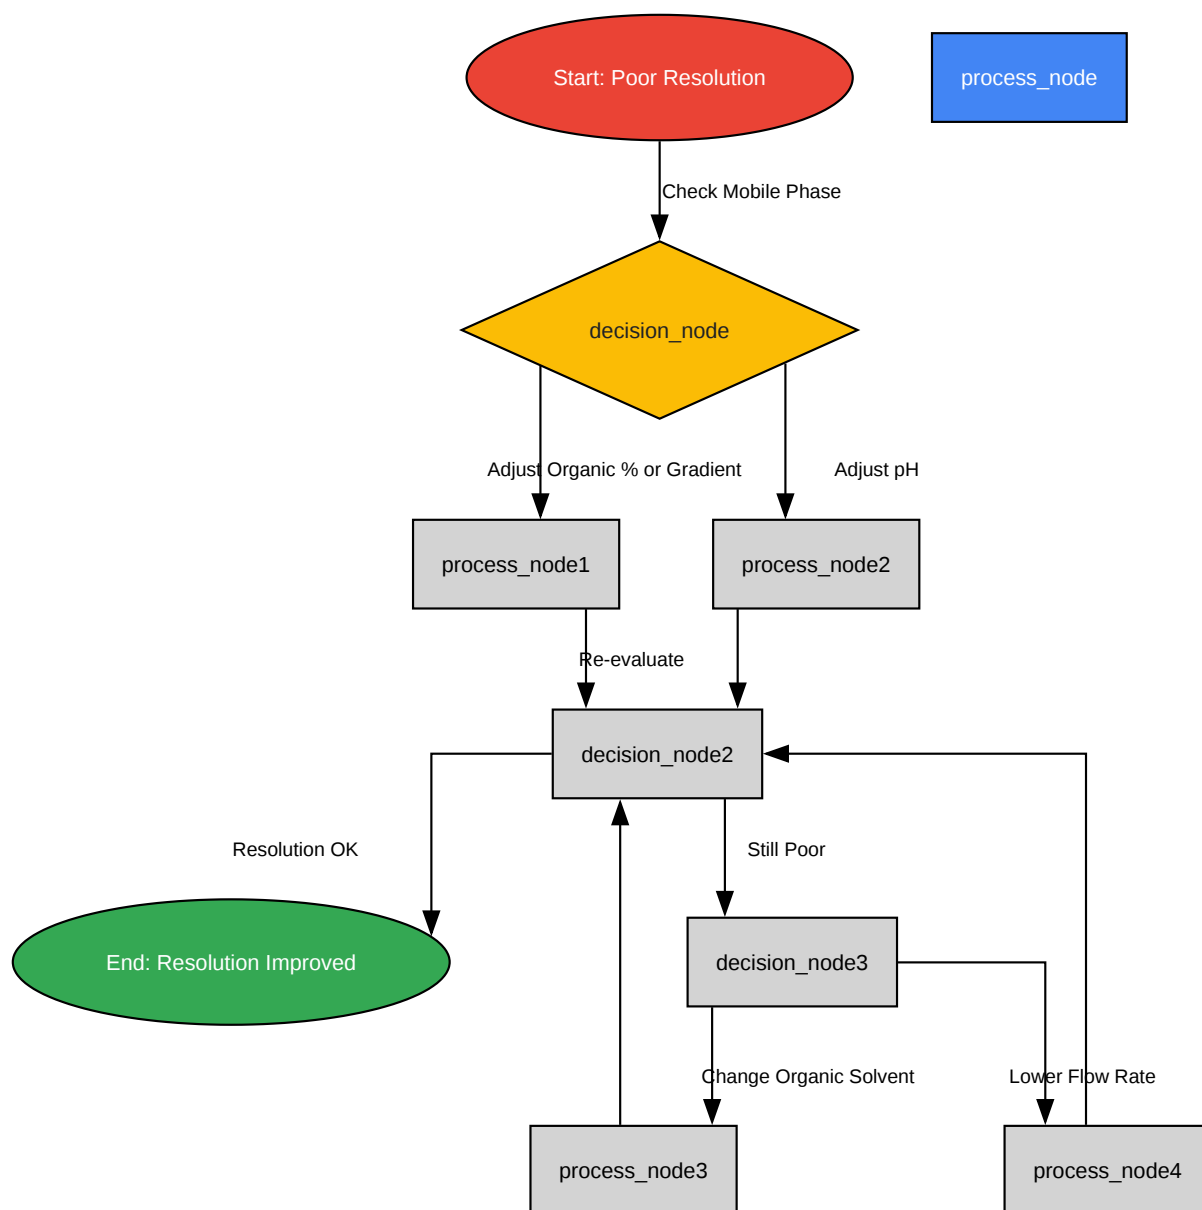 Start: Poor Resolution
process_node
Check Mobile Phase
decision_node
Adjust Organic % or Gradient
Adjust pH
process_node1
process_node2
Re-evaluate
decision_node2
Resolution OK
Still Poor
End: Resolution Improved
decision_node3
Change Organic Solvent
Lower Flow Rate
process_node3
process_node4